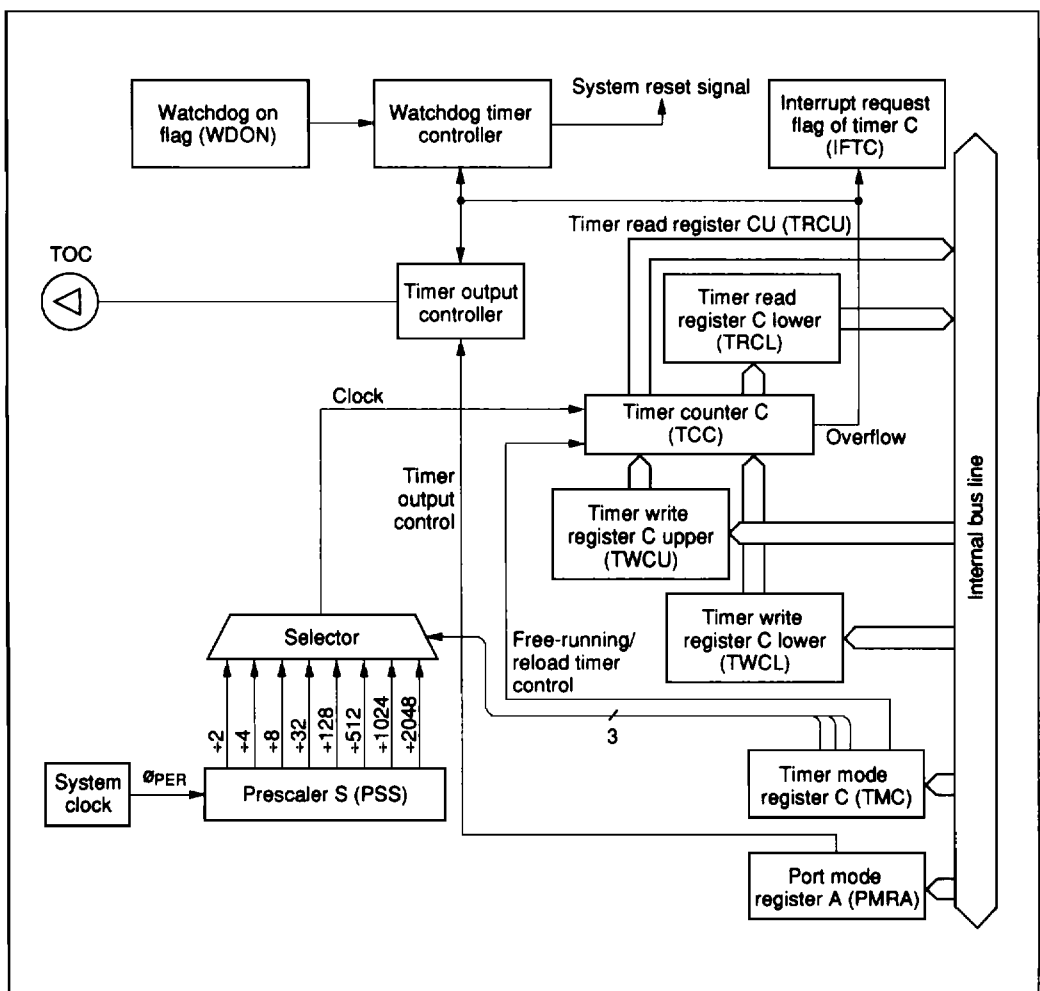 Watchdog on
flag (WDON)
Watchdog timer
controller
System reset signal
Interrupt request
flag of timer C
(IFTC)
Timer read register CU (TRCU)
TOC
Timer output
controller
Timer read
register C lower
(TRCL)
Clock
Timer counter C
(TCC)
Overflow
Timer
output
control
Timer write
register C upper
(TWCU)
Internal bus line
Selector
Free-running/
reload timer
control
Timer write
register C lower
(TWCL)
÷2
÷4
÷8
÷32
÷128
÷512
÷1024
÷2048
3
System
clock
øPER
Prescaler S (PSS)
Timer mode
register C (TMC)
Port mode
register A (PMRA)